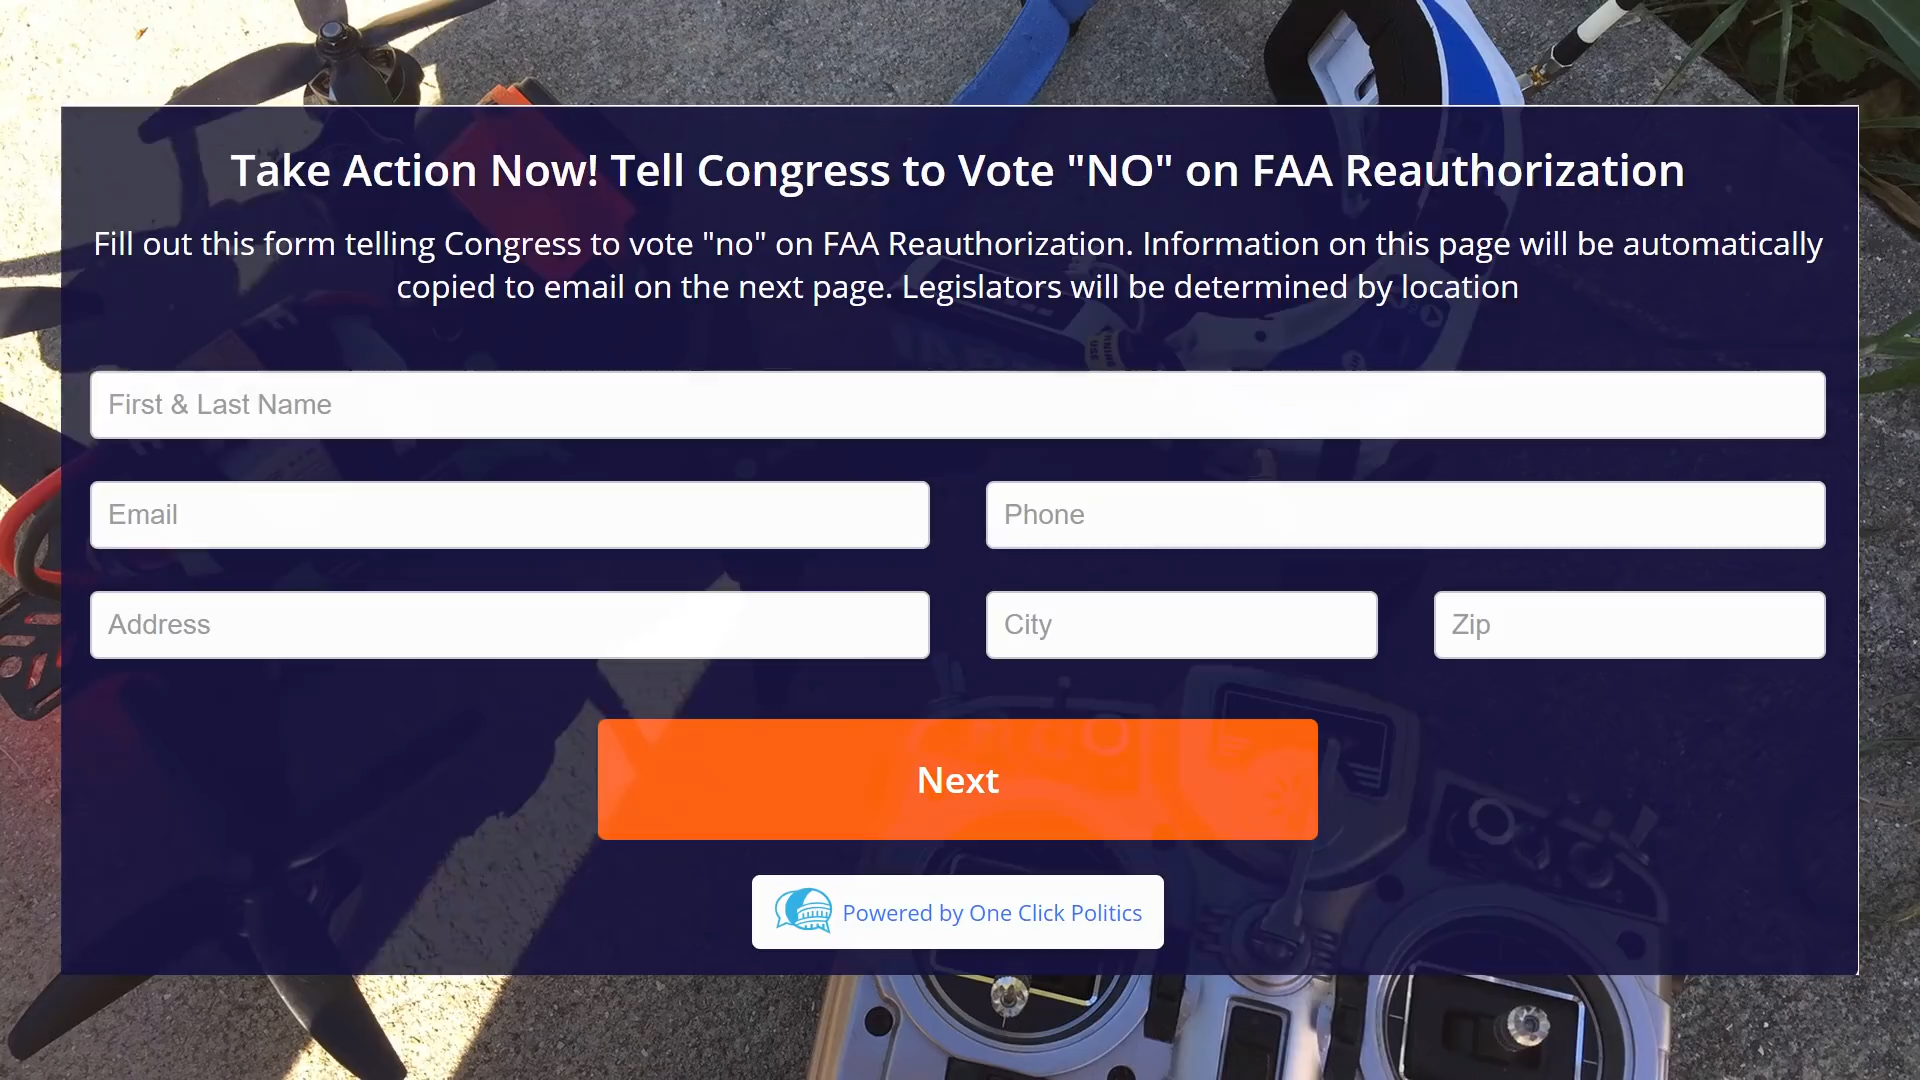 Take Action Now! Tell Congress to Vote "NO" on FAA Reauthorization
Fill out this form telling Congress to vote "no" on FAA Reauthorization. Information on this page will be automatically
copied to email on the next page. Legislators will be determined by location
First & Last Name
Email
Phone
Address
City
Zip
Next
Powered by One Click Politics